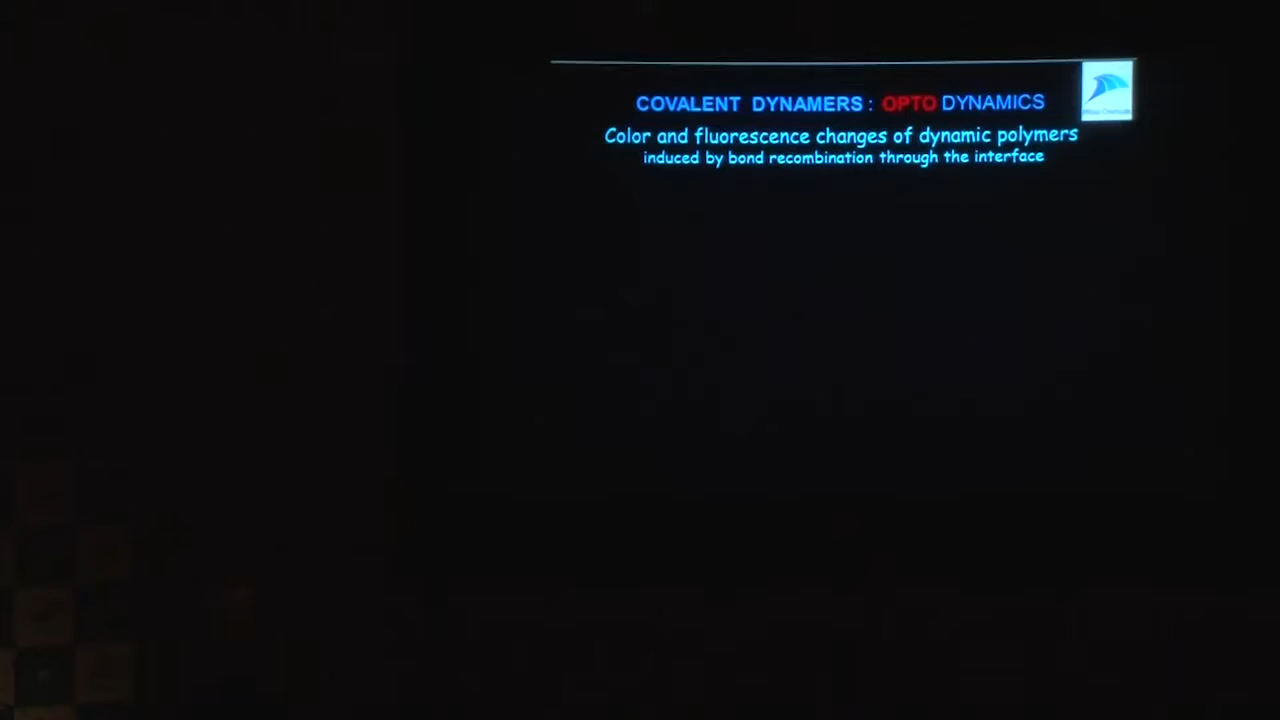 COVALENT DYNAMERS : OPTO DYNAMICS
Color and fluorescence changes of dynamic polymers
induced by bond recombination through the interface